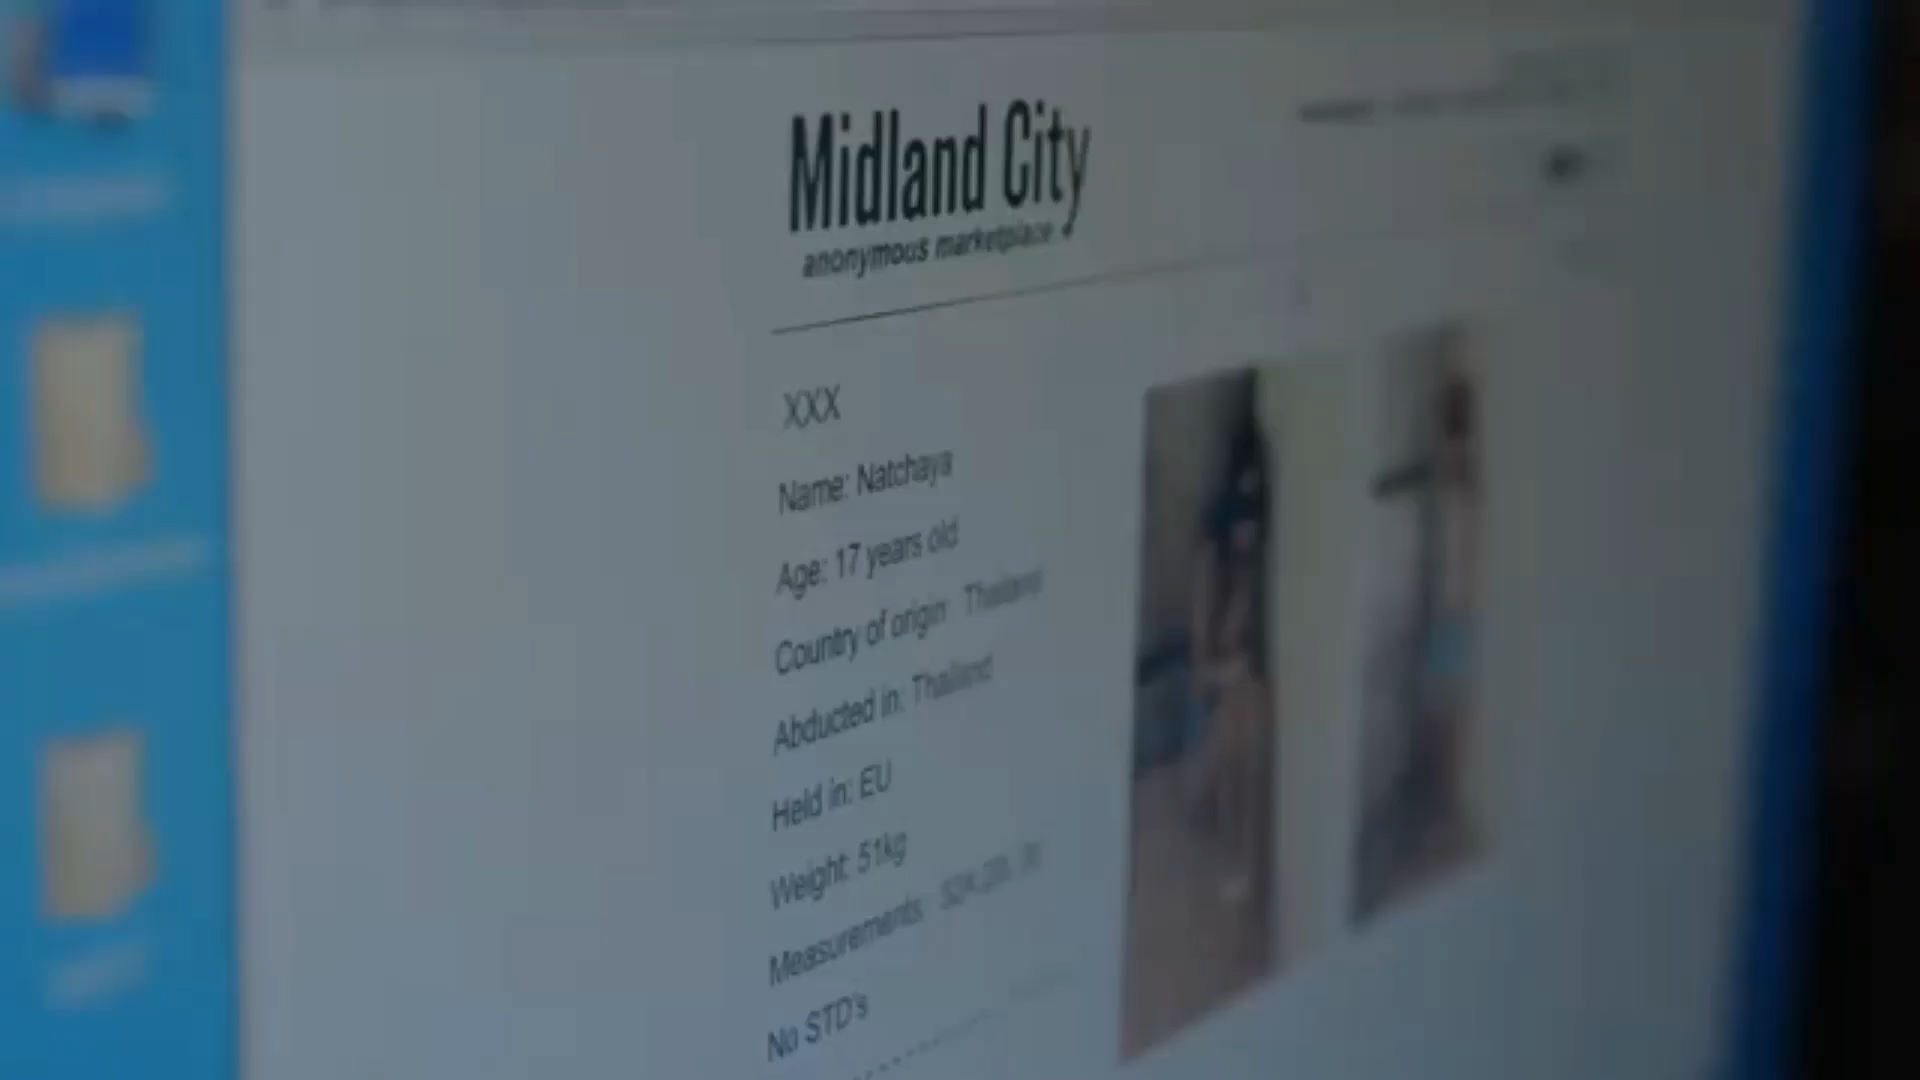 Midland City
anonymous marketplace
XXX
Name: Natchaya
Age: 17 years old
Country of origin: Thailand
Abducted in: Thailand
Held in: EU
Weight: 51kg
Measurements:
No STD's